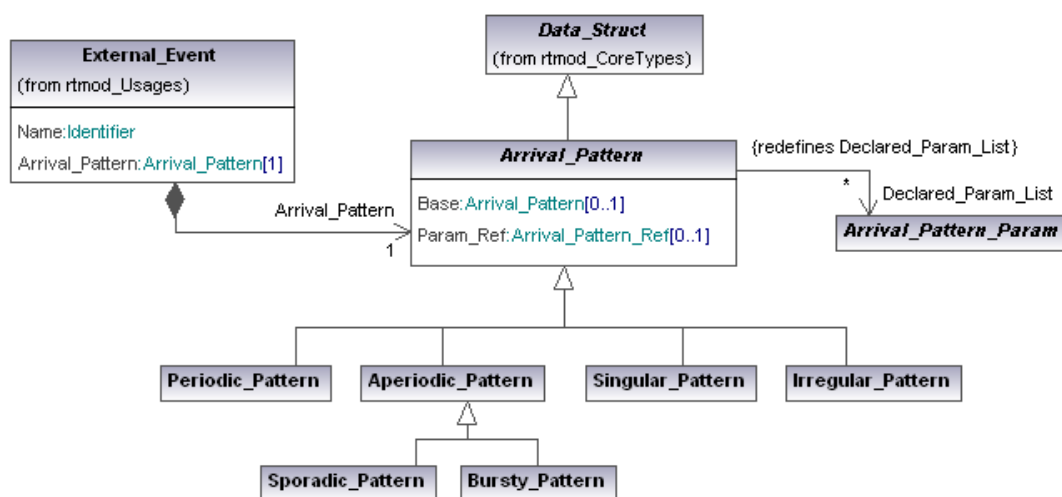 Data_Struct
(from rtmod_CoreTypes)
External_Event
(from rtmod_Usages)
Name:Identifier
Arrival_Pattern:Arrival_Pattern[1]
Arrival_Pattern
1
Arrival_Pattern
Base:Arrival_Pattern[0..1]
Param_Ref:Arrival_Pattern_Ref[0..1]
{redefines Declared_Param_List}
*
Declared_Param_List
Arrival_Pattern_Param
Periodic_Pattern
Aperiodic_Pattern
Singular_Pattern
Irregular_Pattern
Sporadic_Pattern
Bursty_Pattern